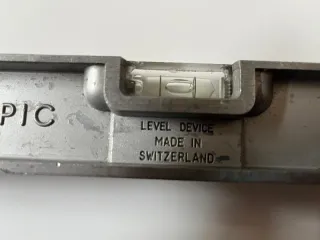 PIC
LEVEL DEVICE
MADE IN
SWITZERLAND